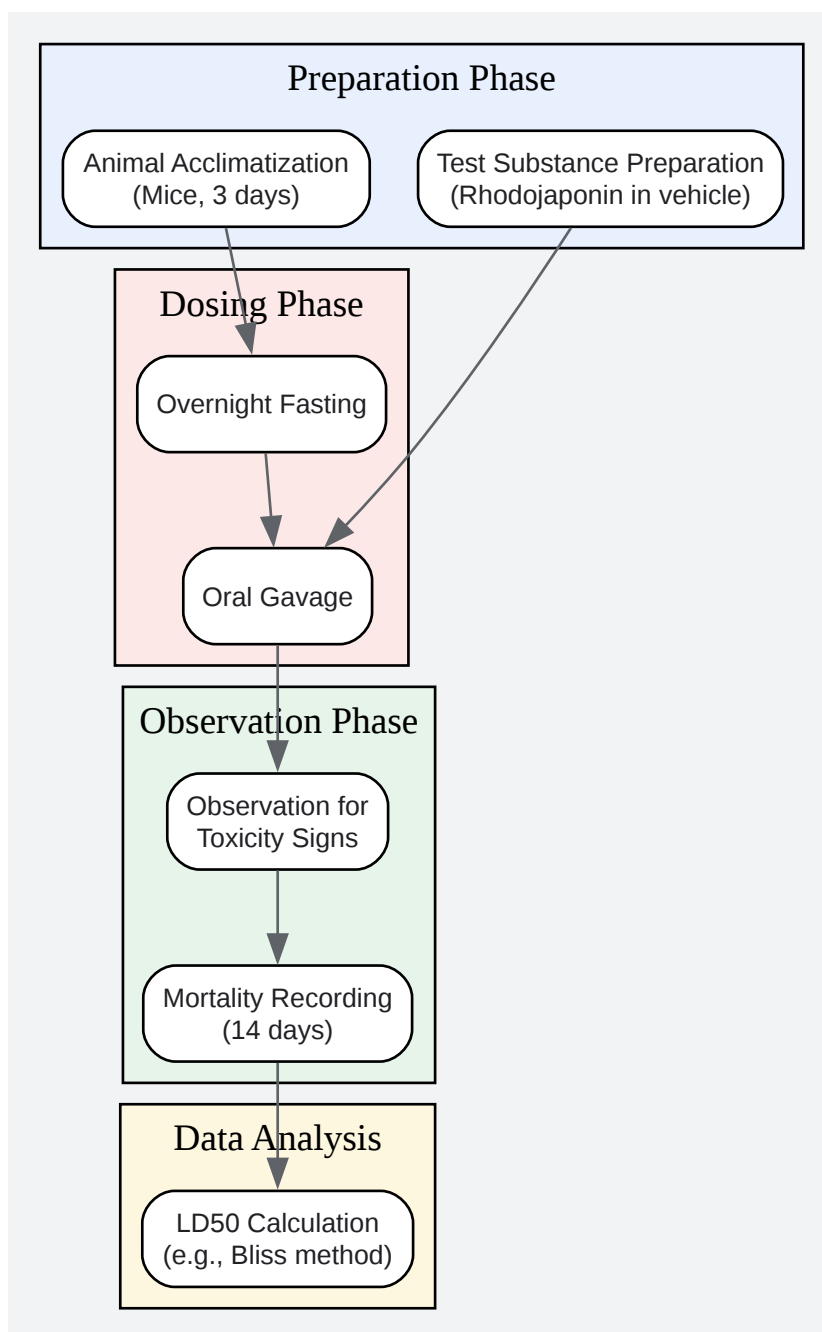 Preparation Phase
Animal Acclimatization
(Mice, 3 days)
Test Substance Preparation
(Rhodojaponin in vehicle)
Dosing Phase
Overnight Fasting
Oral Gavage
Observation Phase
Observation for
Toxicity Signs
Mortality Recording
(14 days)
Data Analysis
LD50 Calculation
(e.g., Bliss method)